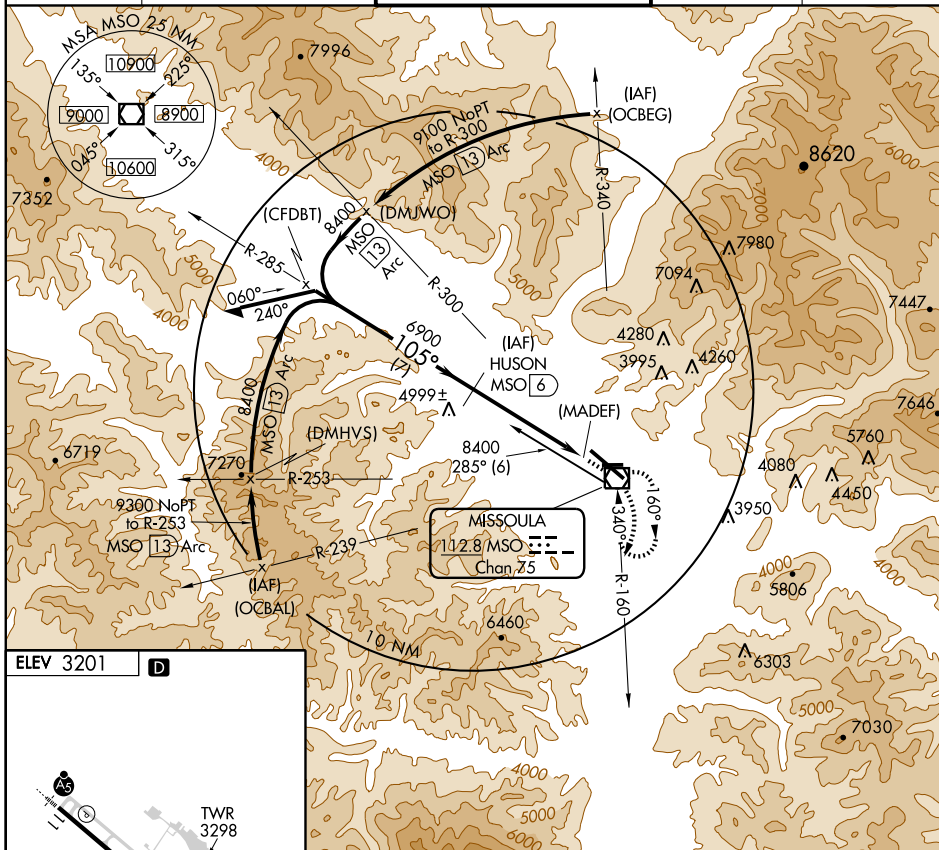 MSA MSO 25 NM
135°
10900
225°
9000
8900
045°
10600
315°
7996
4000
7352
5000
4000
9100 NoPT
to R-300
MSO 13 Arc
(IAF)
(OCBEG)
R-340
8620
6000
7000
7980
7094
7447
5000
(CFDBT)
8400
MSO
13
Arc
(DMJWO)
R-285
R-300
060°
240°
6900
105°
(7)
(IAF)
HUSON
MSO 6
4999±
4280
3995
4260
7646
8400
MSO 13 Arc
(DMHVS)
(MADEF)
6719
7270
R-253
8400
285° (6)
5760
4080
4450
3950
9300 NoPT
to R-253
MSO 13 Arc
R-239
MISSOULA
112.8 MSO
Chan 75
340°
160°
R-160
(IAF)
(OCBAL)
4000
5806
4000
6460
10 NM
6303
5000
7030
4000
5000
6000
ELEV 3201
D
A5
P
TWR
3298